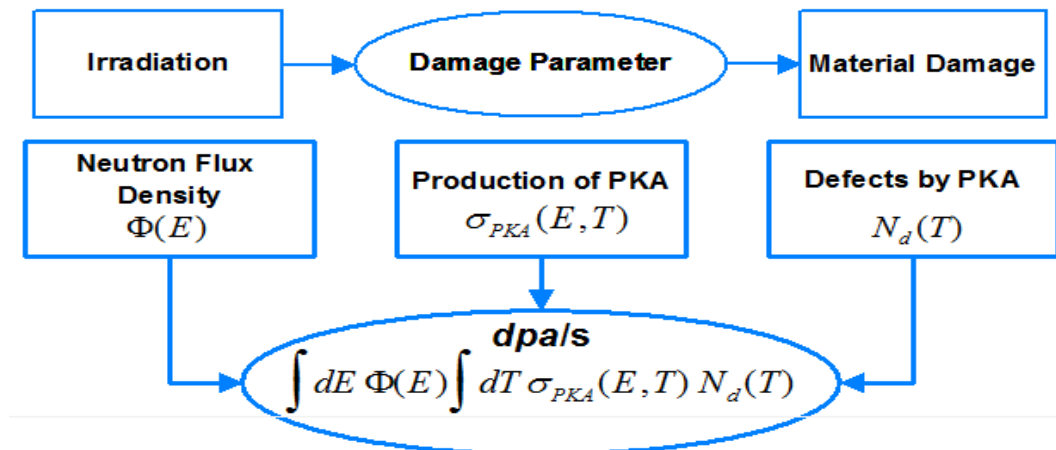 Irradiation
Damage Parameter
Material Damage
Neutron Flux
Density
Φ(E)
Production of PKA
σ_PKA(E,T)
Defects by PKA
N_d(T)
dpa/s
∫ dE Φ(E) ∫ dT σ_PKA(E,T) N_d(T)